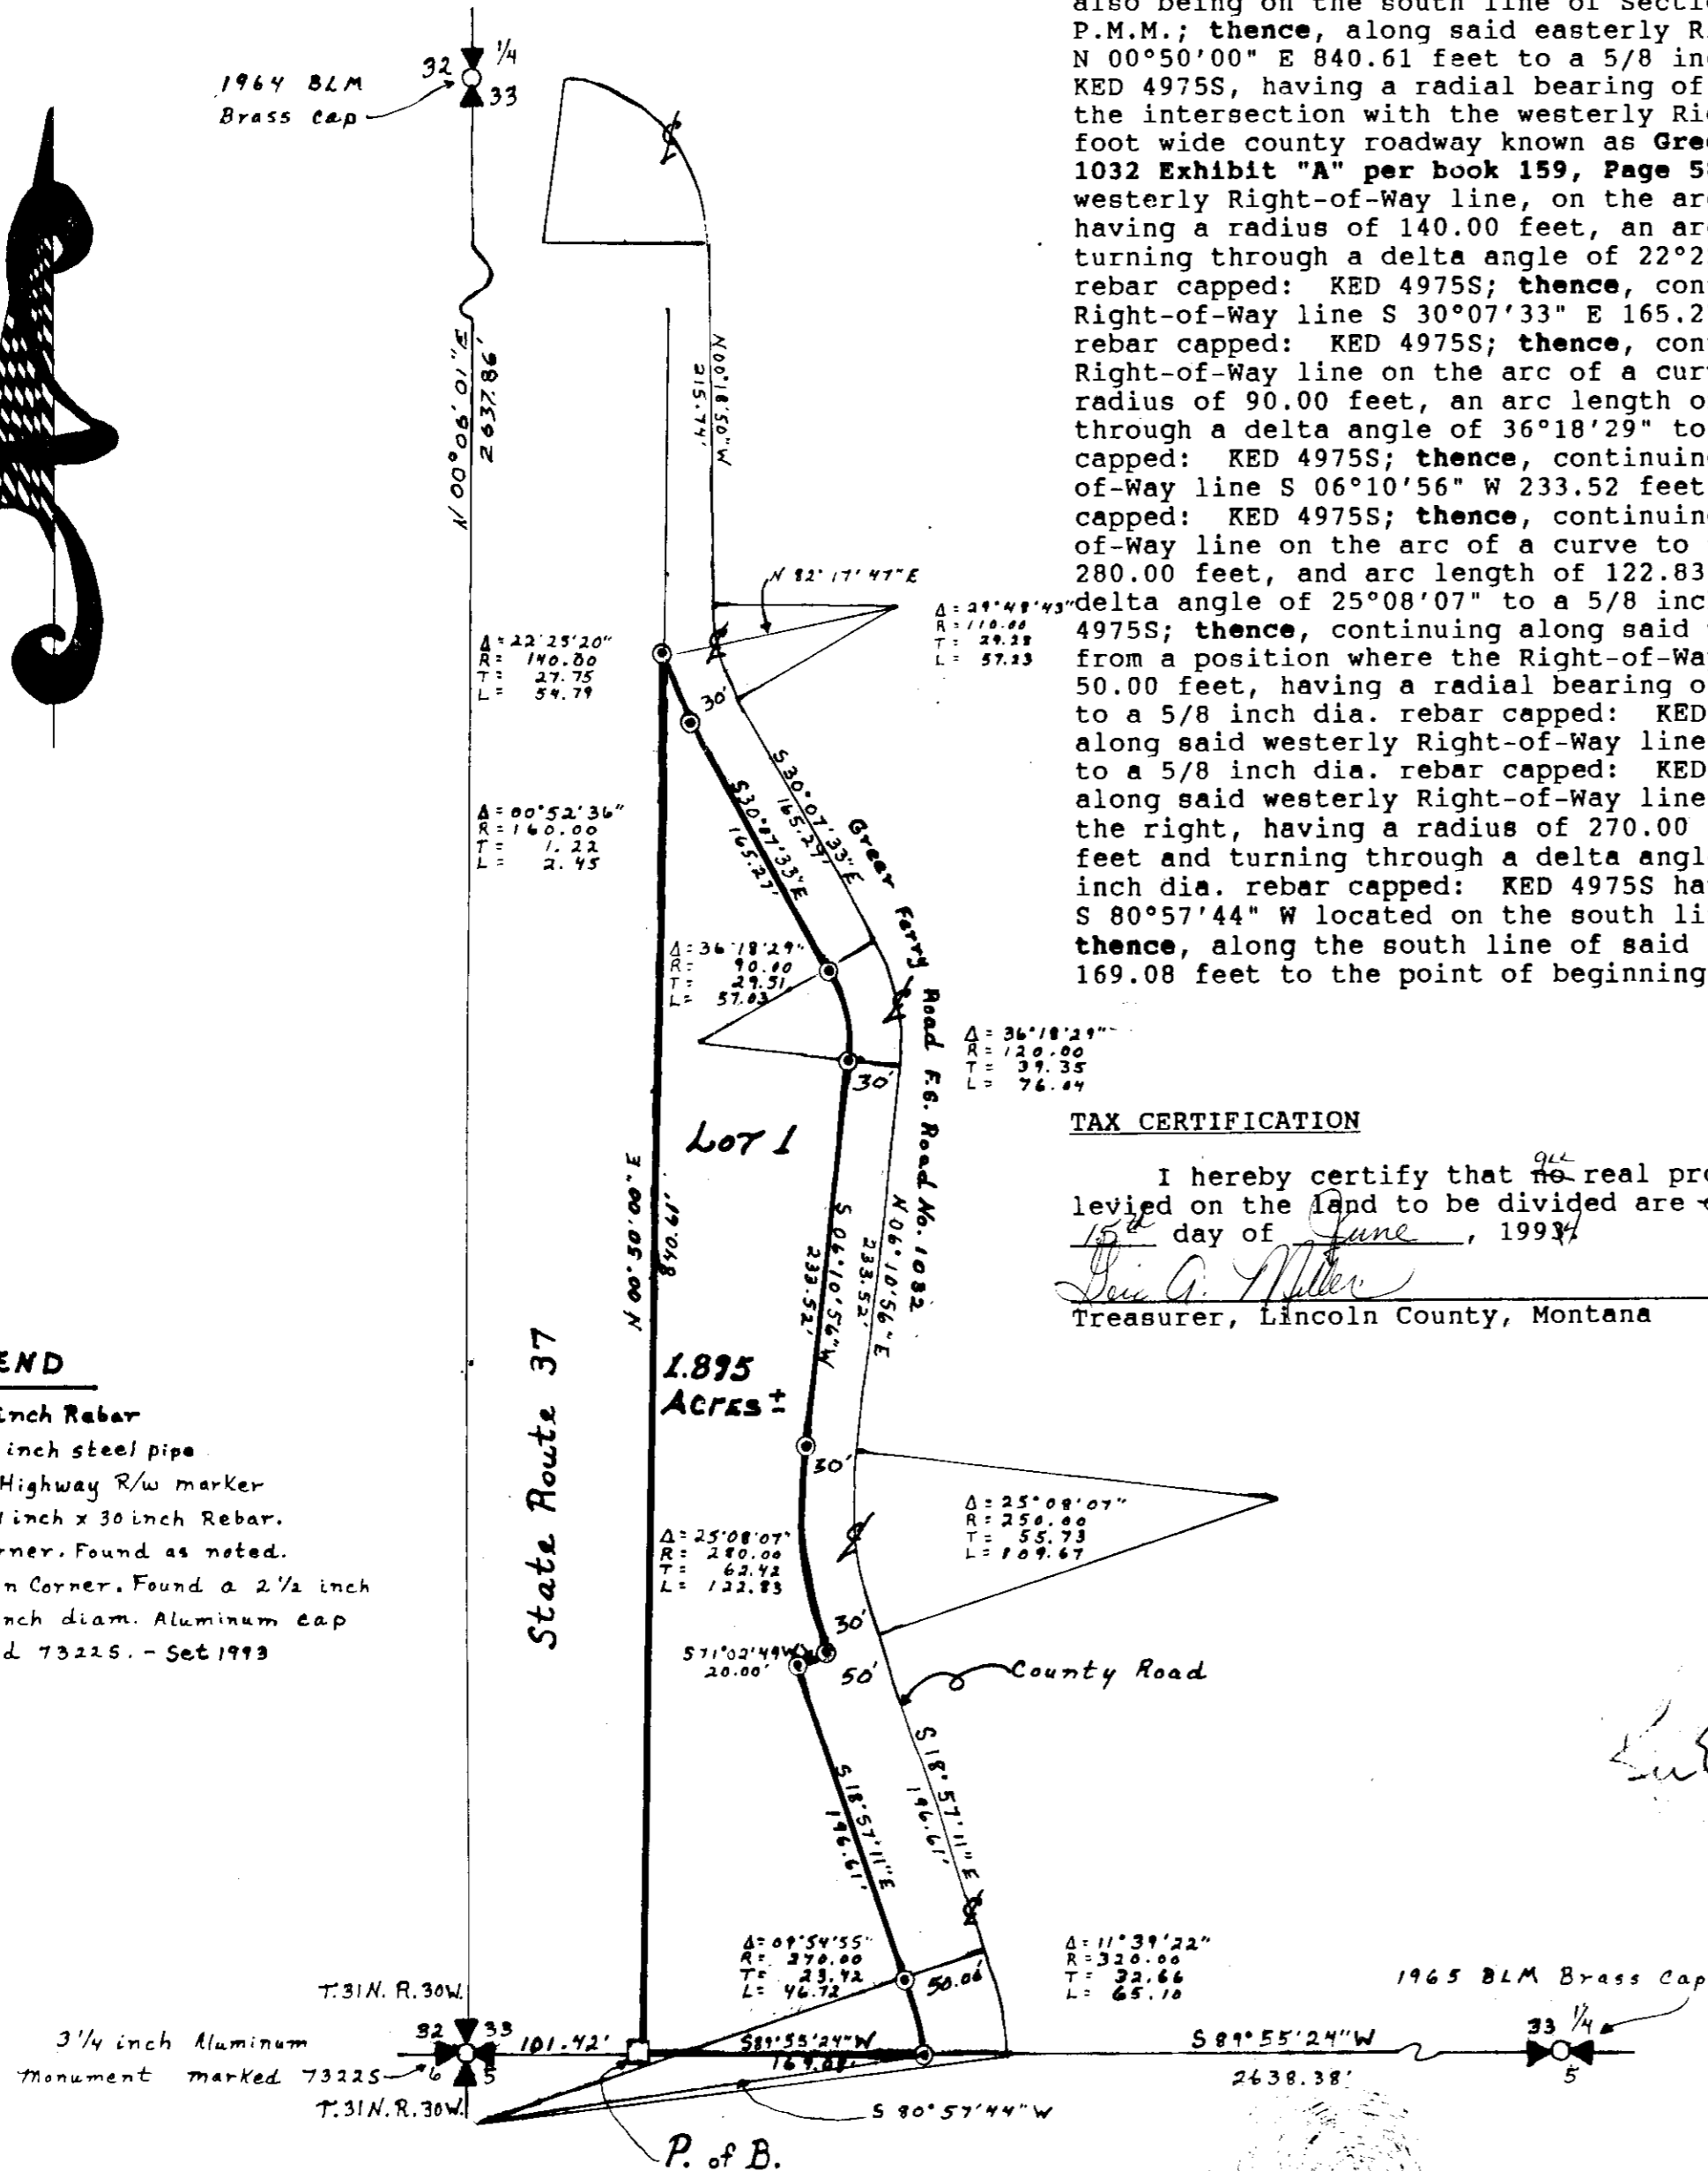 also being on the south line of Secti
P.M.M.; thence, along said easterly R
N 00°50'00" E 840.61 feet to a 5/8 in
KED 4975S, having a radial bearing of
the intersection with the westerly Ri
foot wide county roadway known as Gre
1032 Exhibit "A" per book 159, Page 5
westerly Right-of-Way line, on the ar
having a radius of 140.00 feet, an ar
turning through a delta angle of 22°2
rebar capped: KED 4975S; thence, con
Right-of-Way line S 30°07'33" E 165.2
rebar capped: KED 4975S; thence, con
Right-of-Way line on the arc of a cur
radius of 90.00 feet, an arc length o
through a delta angle of 36°18'29" to
capped: KED 4975S; thence, continuin
of-Way line S 06°10'56" W 233.52 feet
capped: KED 4975S; thence, continuin
of-Way line on the arc of a curve to
280.00 feet, and arc length of 122.83
delta angle of 25°08'07" to a 5/8 inc
4975S; thence, continuing along said
from a position where the Right-of-Wa
50.00 feet, having a radial bearing o
to a 5/8 inch dia. rebar capped: KED
along said westerly Right-of-Way line
to a 5/8 inch dia. rebar capped: KED
along said westerly Right-of-Way line
the right, having a radius of 270.00
feet and turning through a delta angl
inch dia. rebar capped: KED 4975S ha
S 80°57'44" W located on the south li
thence, along the south line of said
169.08 feet to the point of beginning
TAX CERTIFICATION
I hereby certify that no real pro
levied on the land to be divided are
15th day of June, 1994
Treasurer, Lincoln County, Montana
1964 BLM
Brass Cap
32 1/4
33
N 00°06'01"E
2637.86'
N00°18'50"W
215.74'
N 82°17'47"E
Δ = 29°48'43"
R = 110.00
T = 29.28
L = 57.23
Δ = 22°25'20"
R = 140.00
T = 27.75
L = 54.79
30'
S30°07'33"E
165.29'
S30°07'33"E
165.27'
Δ = 00°52'36"
R = 160.00
T = 1.22
L = 2.45
Greer Ferry Road F.G. Road No. 1032
Δ = 36°18'29"
R = 90.00
T = 29.51
L = 57.03
Δ = 36°18'29"
R = 120.00
T = 39.35
L = 76.04
30'
Lot 1
N 00°50'00" E
840.61'
S 06°10'56"W
233.52'
N 06°10'56"E
233.52'
State Route 37
1.895
Acres ±
30'
END
inch Rebar
inch steel pipe
Highway R/w marker
inch x 30 inch Rebar.
rner. Found as noted.
n Corner. Found a 2 1/2 inch
nch diam. Aluminum cap
d 7322S. - Set 1993
Δ = 25°08'07"
R = 280.00
T = 62.42
L = 122.83
Δ = 25°08'07"
R = 250.00
T = 55.73
L = 109.67
30'
S71°02'49W
20.00'
50'
County Road
S 18°57'11"E
196.61'
S 18°57'11"E
196.61'
Δ = 09°54'55"
R = 270.00
T = 23.42
L = 46.72
50.00
Δ = 11°39'22"
R = 320.00
T = 32.66
L = 65.10
1965 BLM Brass Cap
T.31N. R.30W.
3 1/4 inch Aluminum
Monument marked 7322S
32 33
6 5
T.31N. R.30W.
101.42'
S89°55'24"W
169.08'
S 89°55'24"W
2638.38'
33 1/4
5
S 80°57'44"W
P. of B.